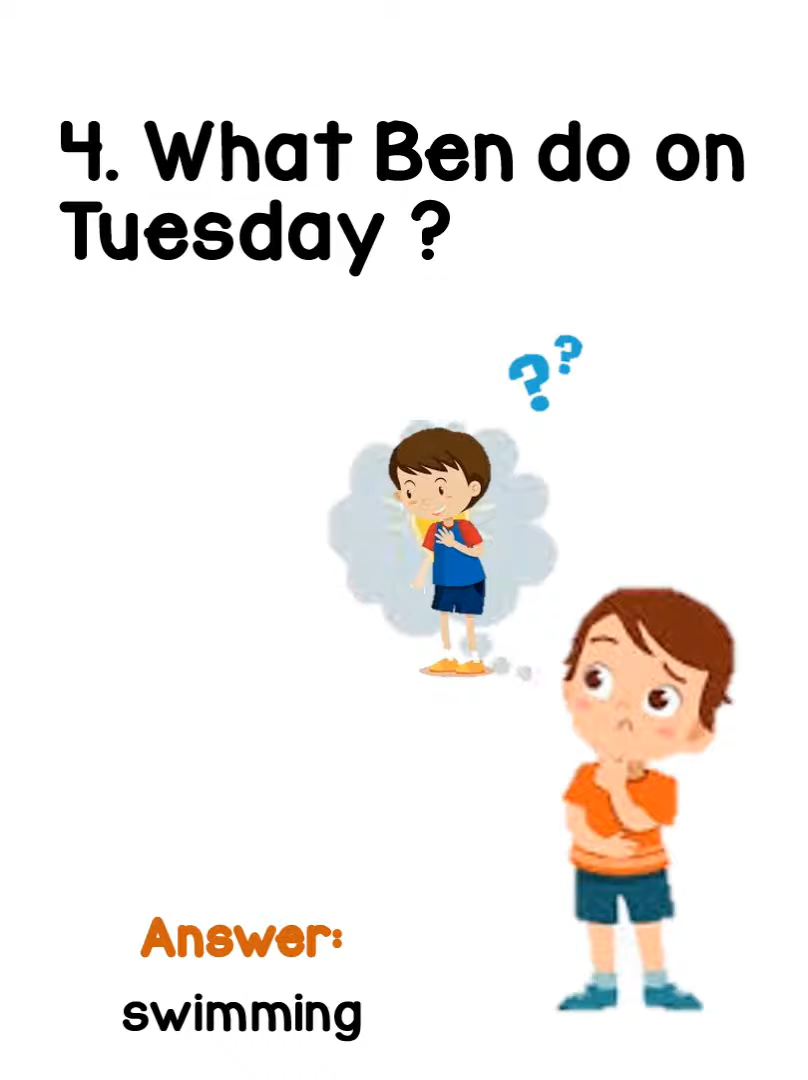 4. What Ben do on
Tuesday ?
? ?
Answer:
swimming